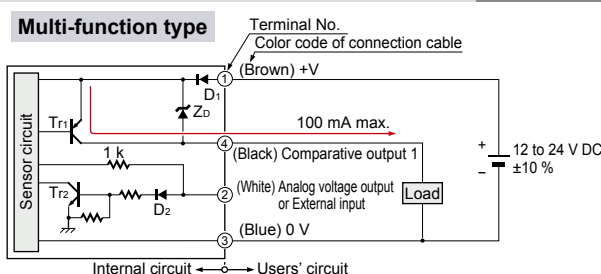 Multi-function type
Terminal No.
Color code of connection cable
1 (Brown) +V
D1
ZD
Tr1
100 mA max.
4
(Black) Comparative output 1
+ 12 to 24 V DC
− ±10 %
Sensor circuit
1 k
Tr2
D2
2 (White) Analog voltage output
or External input
Load
3 (Blue) 0 V
Internal circuit Users' circuit